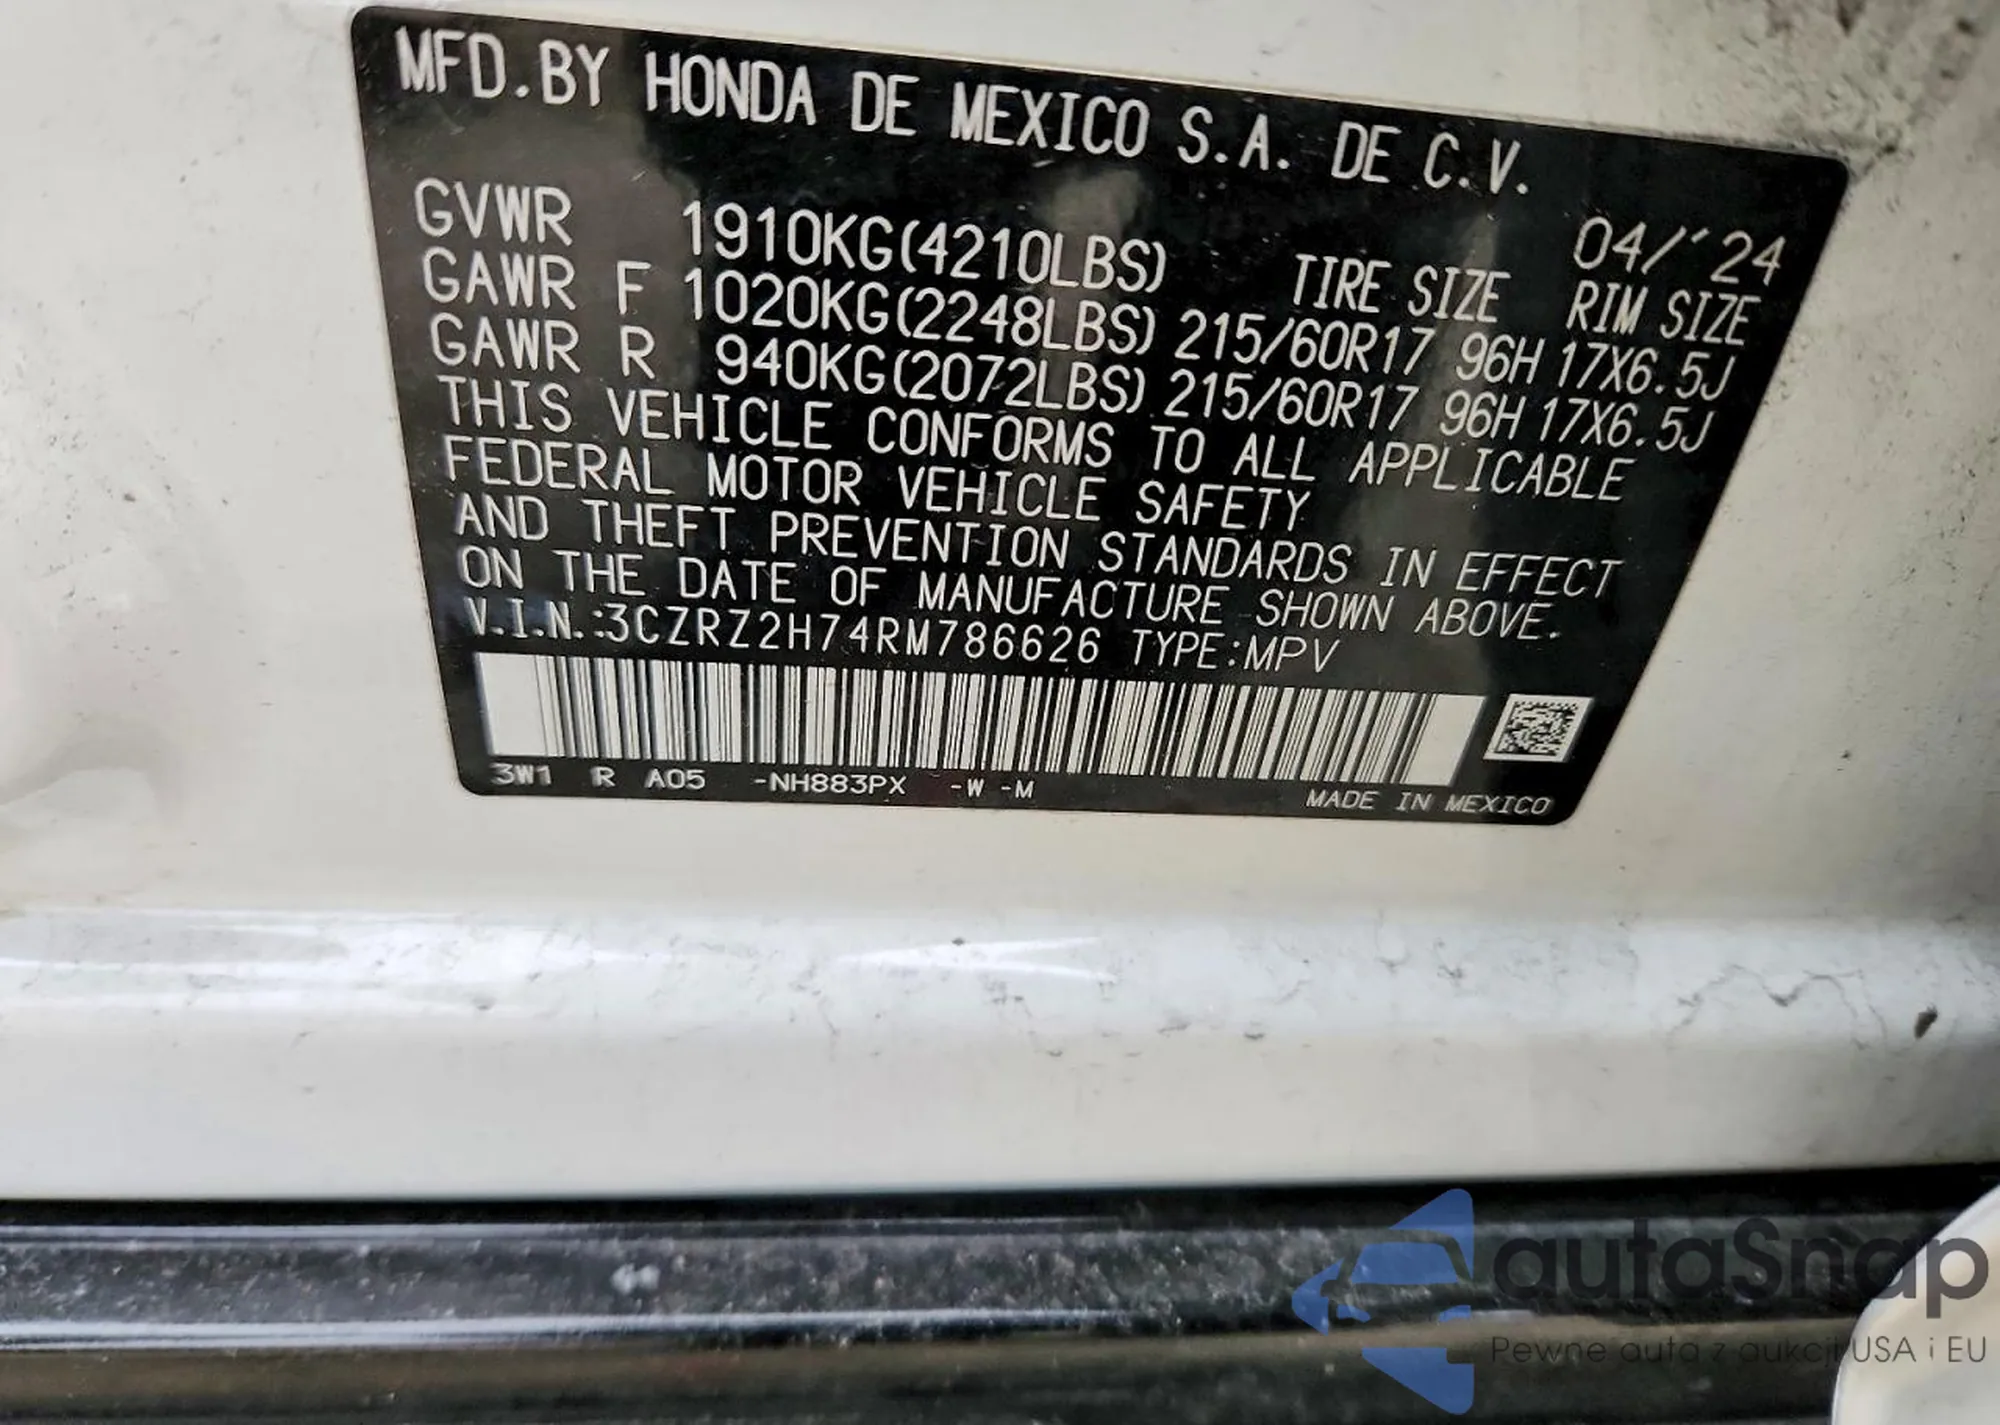 MFD.BY HONDA DE MEXICO S.A. DE C.V.
04/'24
GVWR 1910KG(4210LBS) TIRE SIZE RIM SIZE
GAWR F 1020KG(2248LBS) 215/60R17 96H 17X6.5J
GAWR R 940KG(2072LBS) 215/60R17 96H 17X6.5J
THIS VEHICLE CONFORMS TO ALL APPLICABLE
FEDERAL MOTOR VEHICLE SAFETY
AND THEFT PREVENTION STANDARDS IN EFFECT
ON THE DATE OF MANUFACTURE SHOWN ABOVE.
V.I.N.:3CZRZ2H74RM786626 TYPE:MPV
3W1 R A05 -NH883PX -W -M
MADE IN MEXICO
autaSnap
Pewne auta z aukcji USA i EU